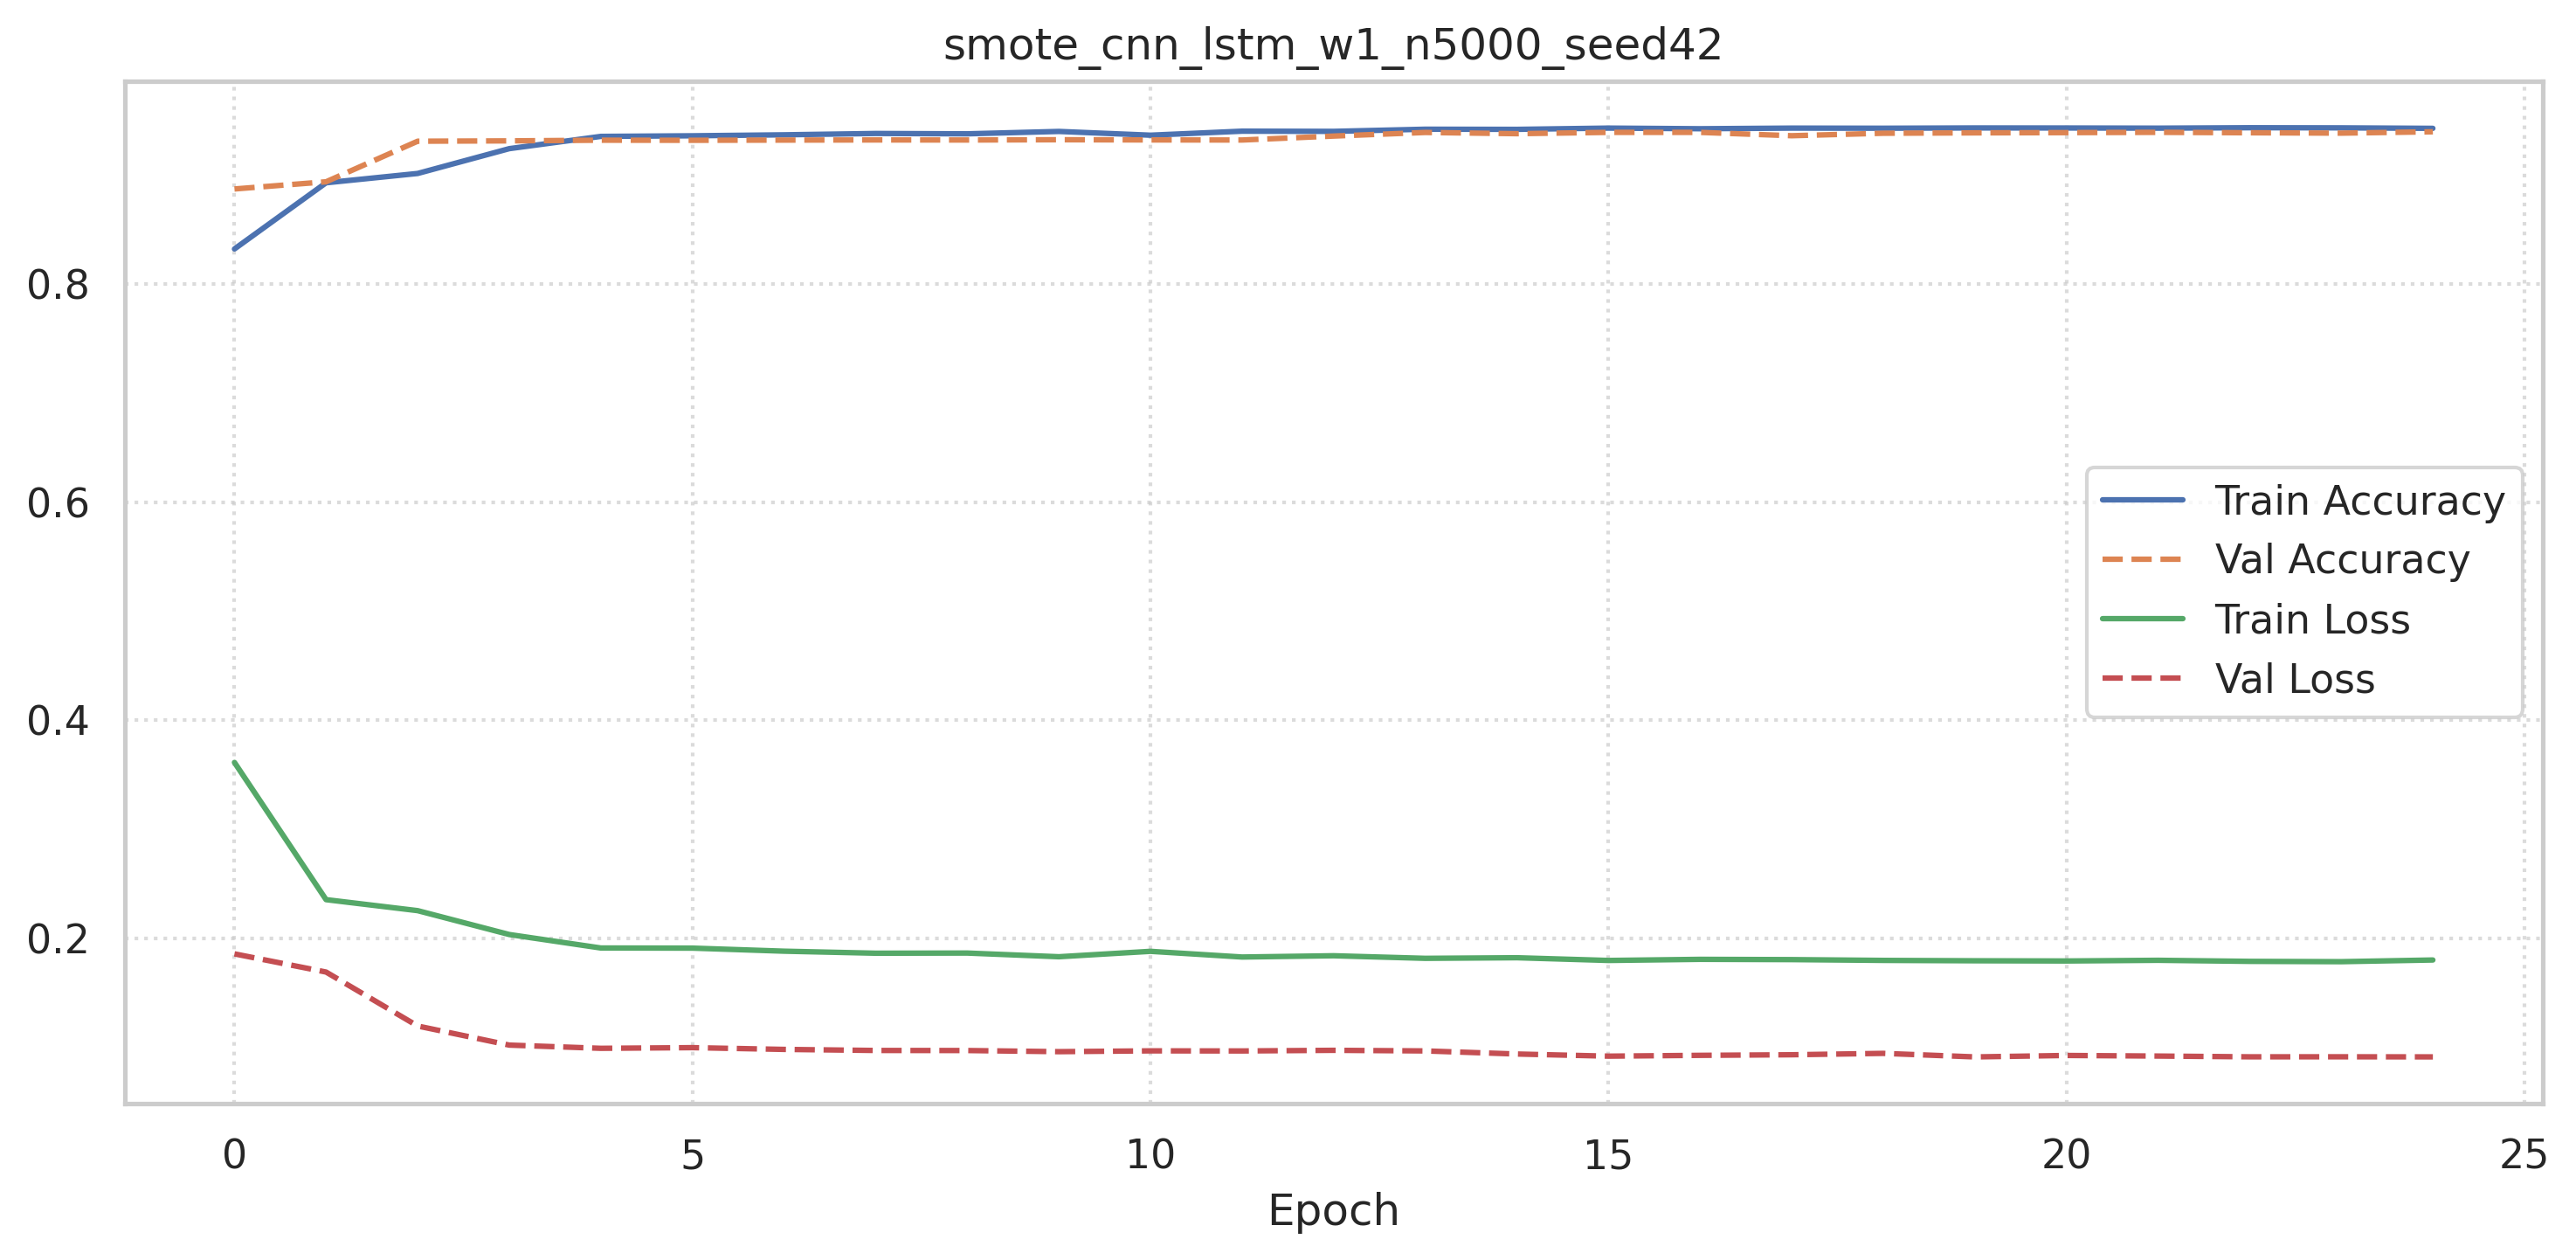 smote_cnn_lstm_w1_n5000_seed42
0.8
0.6
0.4
0.2
Train Accuracy
Val Accuracy
Train Loss
Val Loss
0 5 10 15 20 25
Epoch